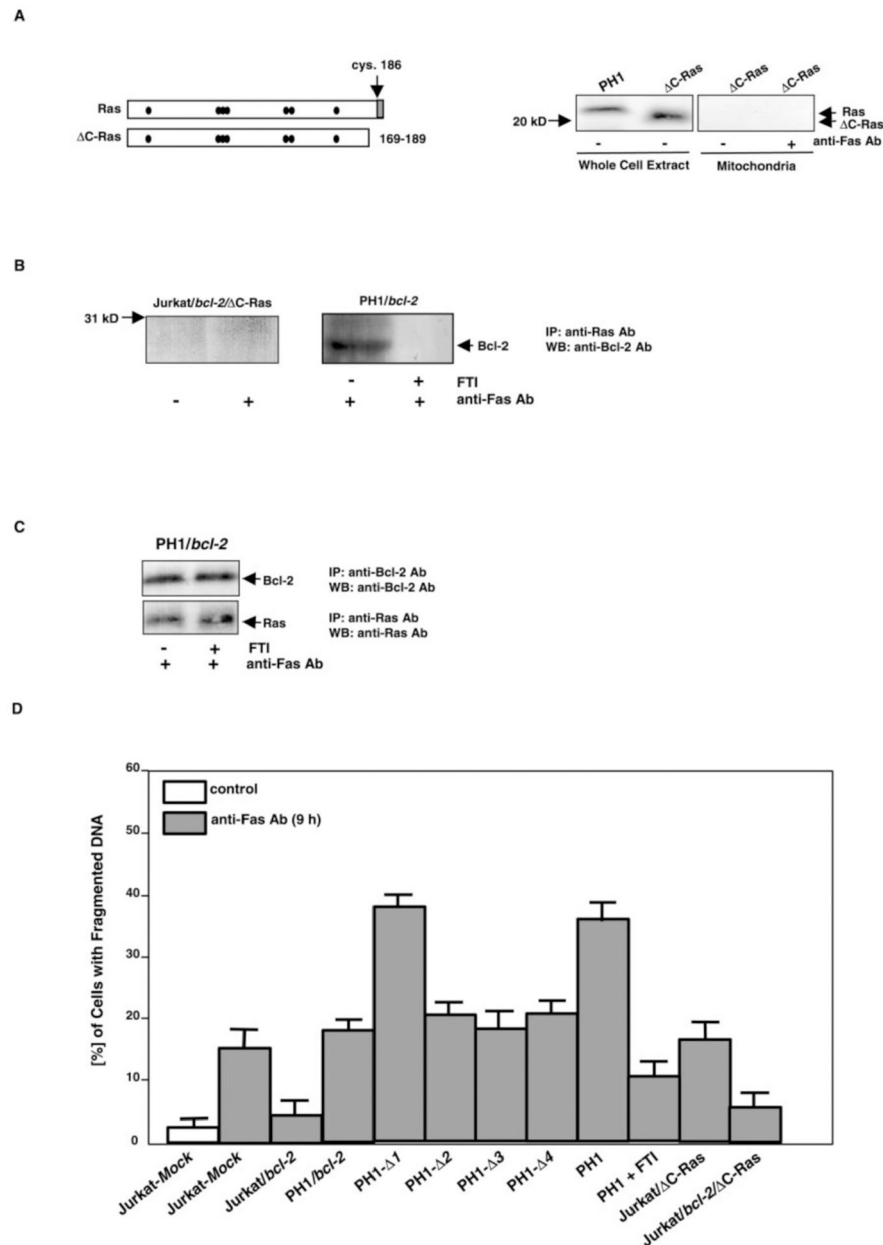 A
cys. 186
Ras
ΔC-Ras
169-189
PH1 ΔC-Ras ΔC-Ras ΔC-Ras
20 kD
Ras
ΔC-Ras
- - - + anti-Fas Ab
Whole Cell Extract Mitochondria
B
Jurkat/bcl-2/ΔC-Ras PH1/bcl-2
31 kD
Bcl-2
IP: anti-Ras Ab
WB: anti-Bcl-2 Ab
- + FTI
- + + + anti-Fas Ab
C
PH1/bcl-2
Bcl-2
IP: anti-Bcl-2 Ab
WB: anti-Bcl-2 Ab
Ras
IP: anti-Ras Ab
WB: anti-Ras Ab
- + FTI
+ + anti-Fas Ab
D
[%] of Cells with Fragmented DNA
60
50
40
30
20
10
0
control
anti-Fas Ab (9 h)
Jurkat-Mock
Jurkat-Mock
Jurkat/bcl-2
PH1/bcl-2
PH1-Δ1
PH1-Δ2
PH1-Δ3
PH1-Δ4
PH1
PH1 + FTI
Jurkat/ΔC-Ras
Jurkat/bcl-2/ΔC-Ras